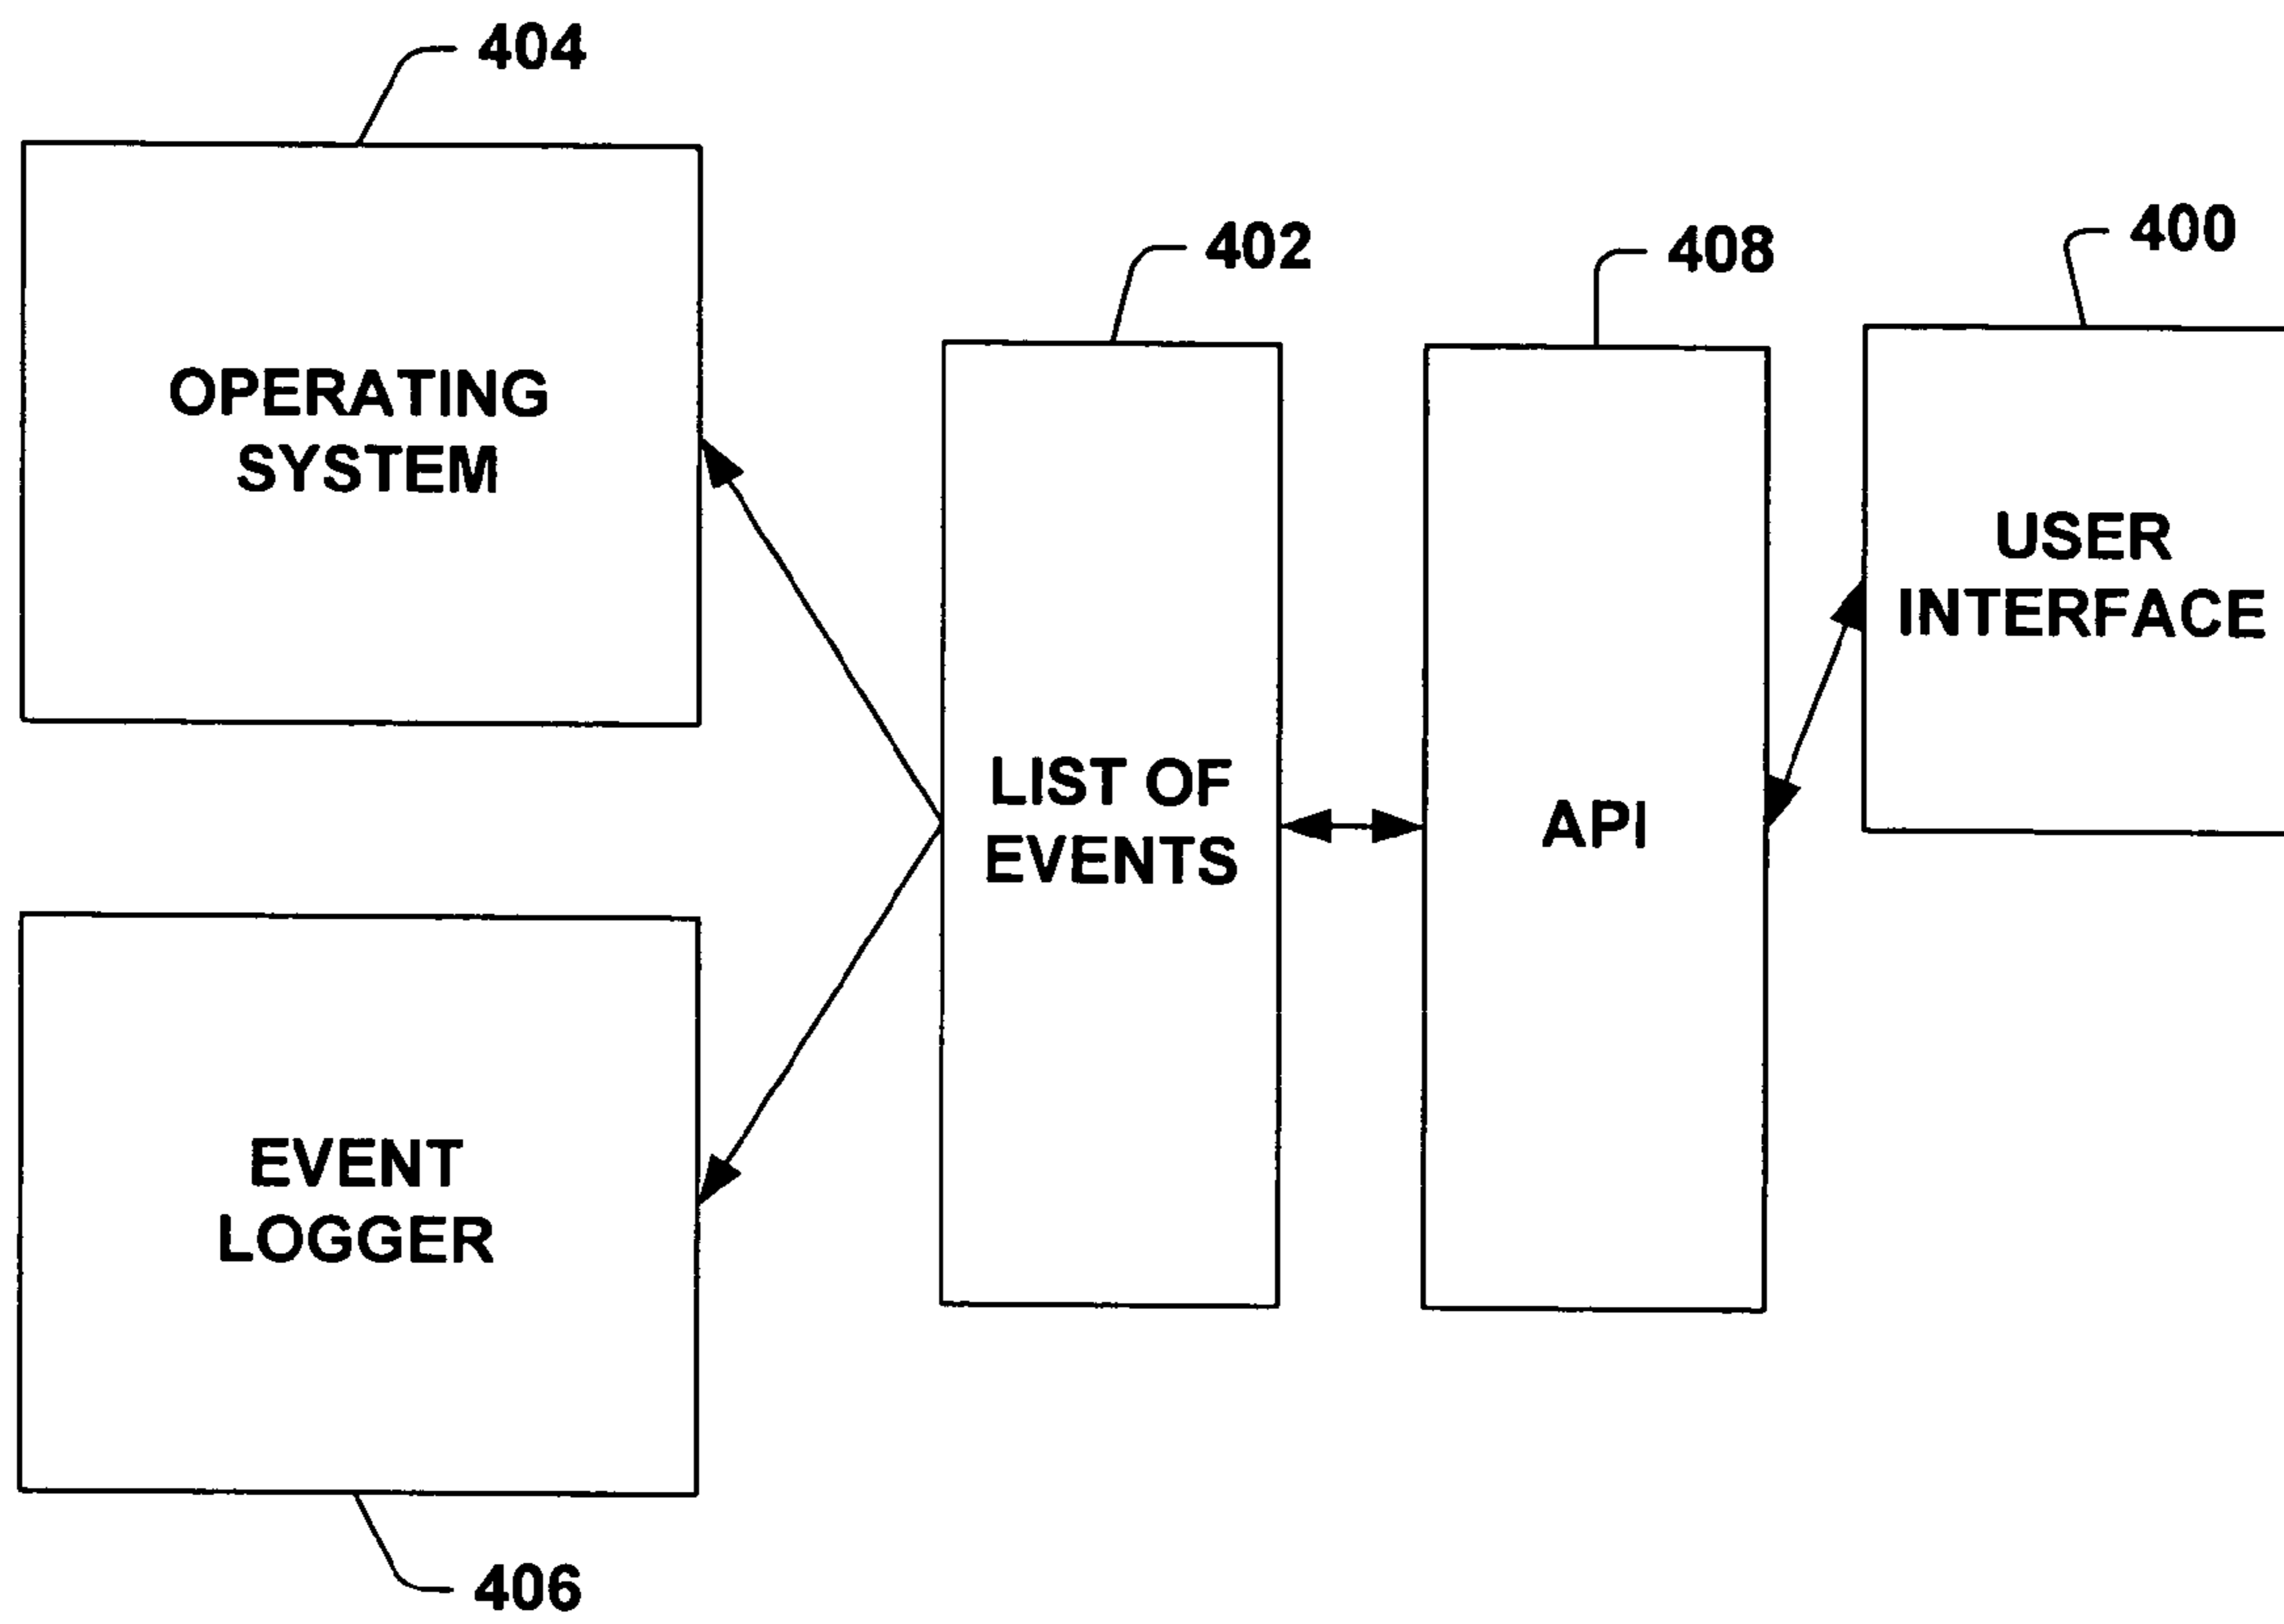 404
402
408
400
OPERATING
SYSTEM
USER
INTERFACE
LIST OF
EVENTS
API
EVENT
LOGGER
406